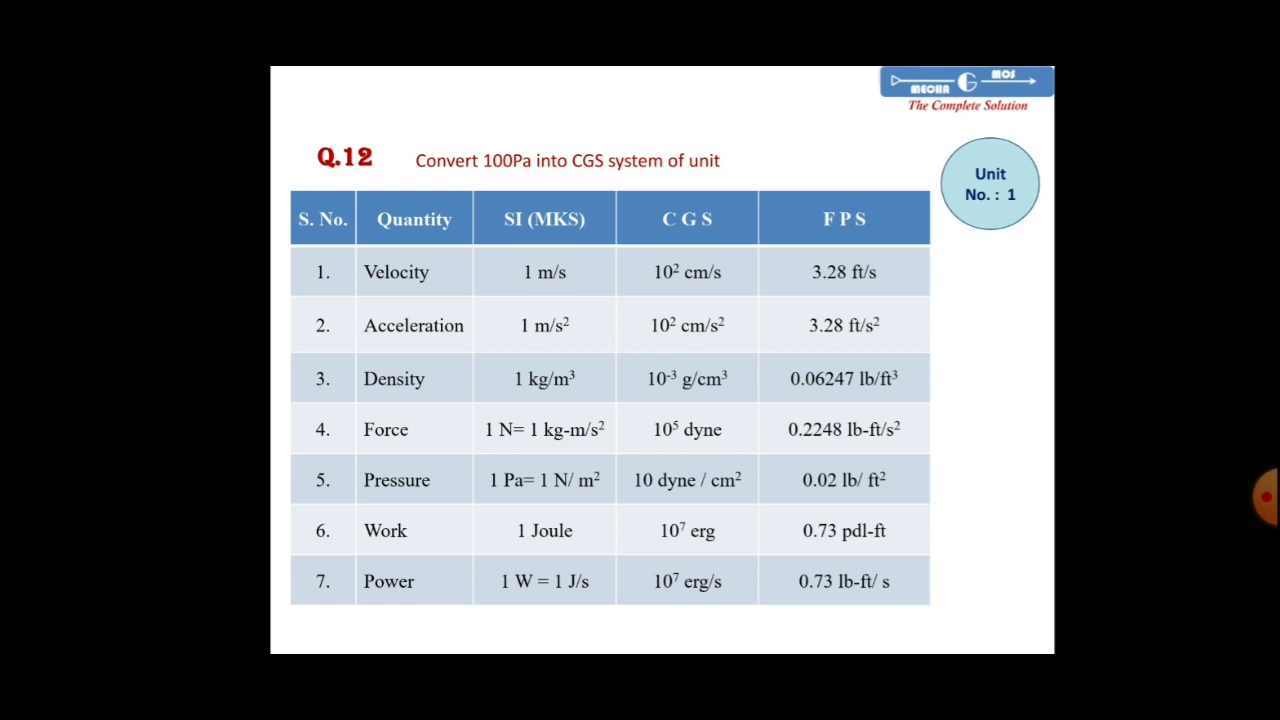 MECHA G MOS
The Complete Solution
Q.12 Convert 100Pa into CGS system of unit
Unit
No. : 1
S. No. Quantity SI (MKS) C G S F P S
1. Velocity 1 m/s 10² cm/s 3.28 ft/s
2. Acceleration 1 m/s² 10² cm/s² 3.28 ft/s²
3. Density 1 kg/m³ 10⁻³ g/cm³ 0.06247 lb/ft³
4. Force 1 N= 1 kg-m/s² 10⁵ dyne 0.2248 lb-ft/s²
5. Pressure 1 Pa= 1 N/ m² 10 dyne / cm² 0.02 lb/ ft²
6. Work 1 Joule 10⁷ erg 0.73 pdl-ft
7. Power 1 W = 1 J/s 10⁷ erg/s 0.73 lb-ft/ s